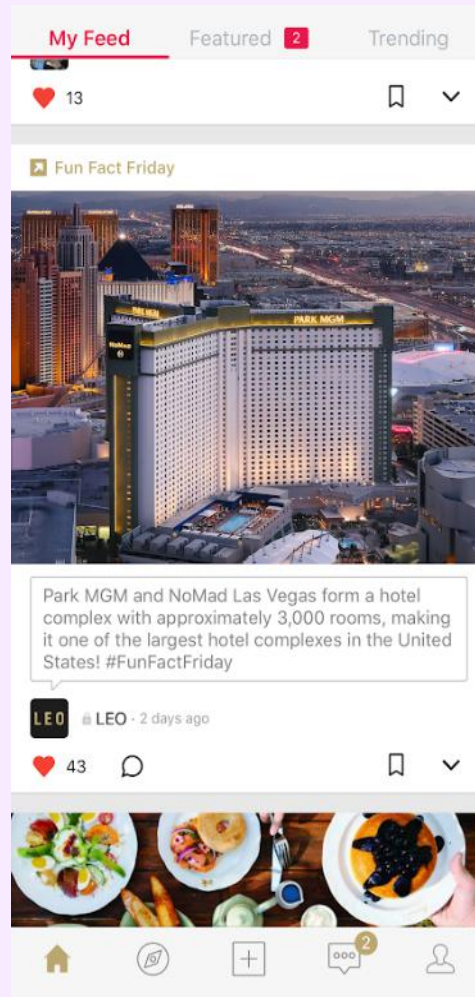 My Feed Featured 2 Trending
13
Fun Fact Friday
PARK MGM
PARK MGM
NOMAD
Park MGM and NoMad Las Vegas form a hotel
complex with approximately 3,000 rooms, making
it one of the largest hotel complexes in the United
States! #FunFactFriday
LEO LEO · 2 days ago
43
2